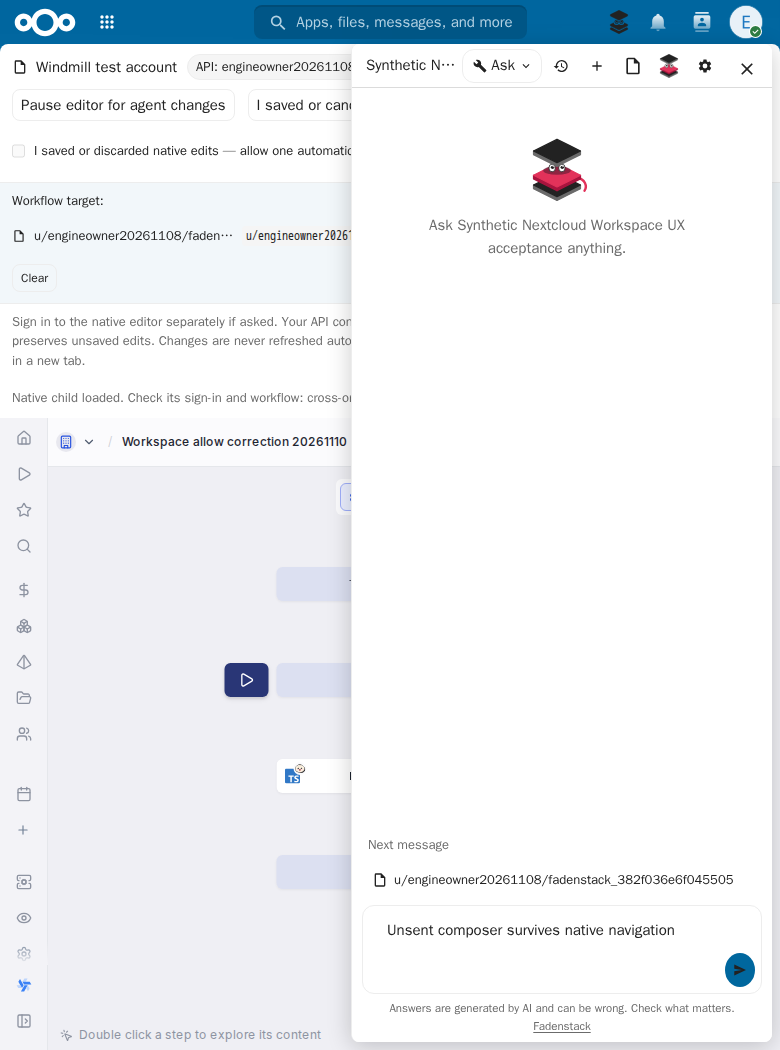 Apps, files, messages, and more
E
Windmill test account
API: engineowner20261108
Pause editor for agent changes
I saved or canc
I saved or discarded native edits — allow one automatic
Workflow target:
u/engineowner20261108/faden…
u/engineowner20261
Clear
Sign in to the native editor separately if asked. Your API con
preserves unsaved edits. Changes are never refreshed auto
in a new tab.
Native child loaded. Check its sign-in and workflow: cross-or
/ Workspace allow correction 20261110
TS
Double click a step to explore its content
Synthetic N…
Ask
Ask Synthetic Nextcloud Workspace UX
acceptance anything.
Next message
u/engineowner20261108/fadenstack_382f036e6f045505
Unsent composer survives native navigation
Answers are generated by AI and can be wrong. Check what matters.
Fadenstack